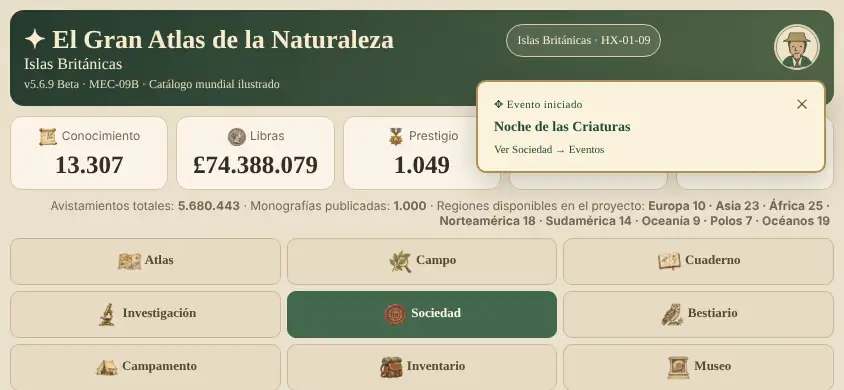 ✦ El Gran Atlas de la Naturaleza
Islas Británicas
v5.6.9 Beta · MEC-09B · Catálogo mundial ilustrado
Islas Británicas · HX-01-09
✥ Evento iniciado
Noche de las Criaturas
Ver Sociedad → Eventos
Conocimiento
13.307
Libras
£74.388.079
Prestigio
1.049
Avistamientos totales: 5.680.443 · Monografías publicadas: 1.000 · Regiones disponibles en el proyecto: Europa 10 · Asia 23 · África 25 ·
Norteamérica 18 · Sudamérica 14 · Oceanía 9 · Polos 7 · Océanos 19
Atlas
Campo
Cuaderno
Investigación
Sociedad
Bestiario
Campamento
Inventario
Museo